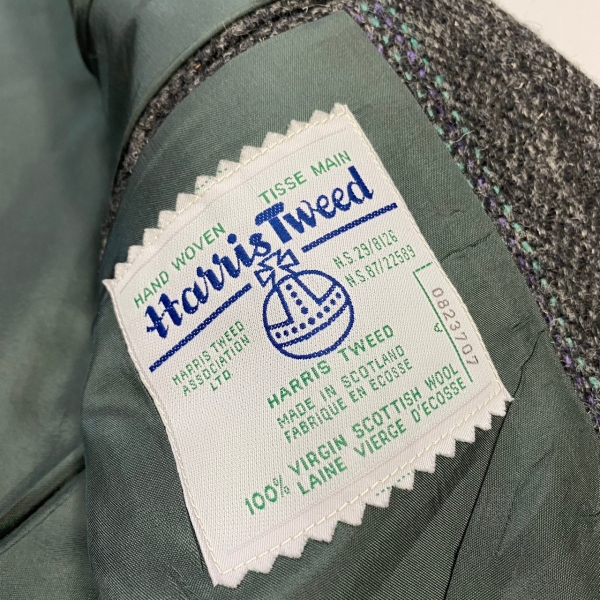 HAND WOVEN TISSE MAIN
Harris Tweed
HARRIS TWEED
ASSOCIATION
LTD
N.S. 29/8126
N.S. 87/22589
HARRIS TWEED
MADE IN SCOTLAND
FABRIQUE EN ECOSSE
100% VIRGIN SCOTTISH WOOL
LAINE VIERGE D'ECOSSE
A
0823707